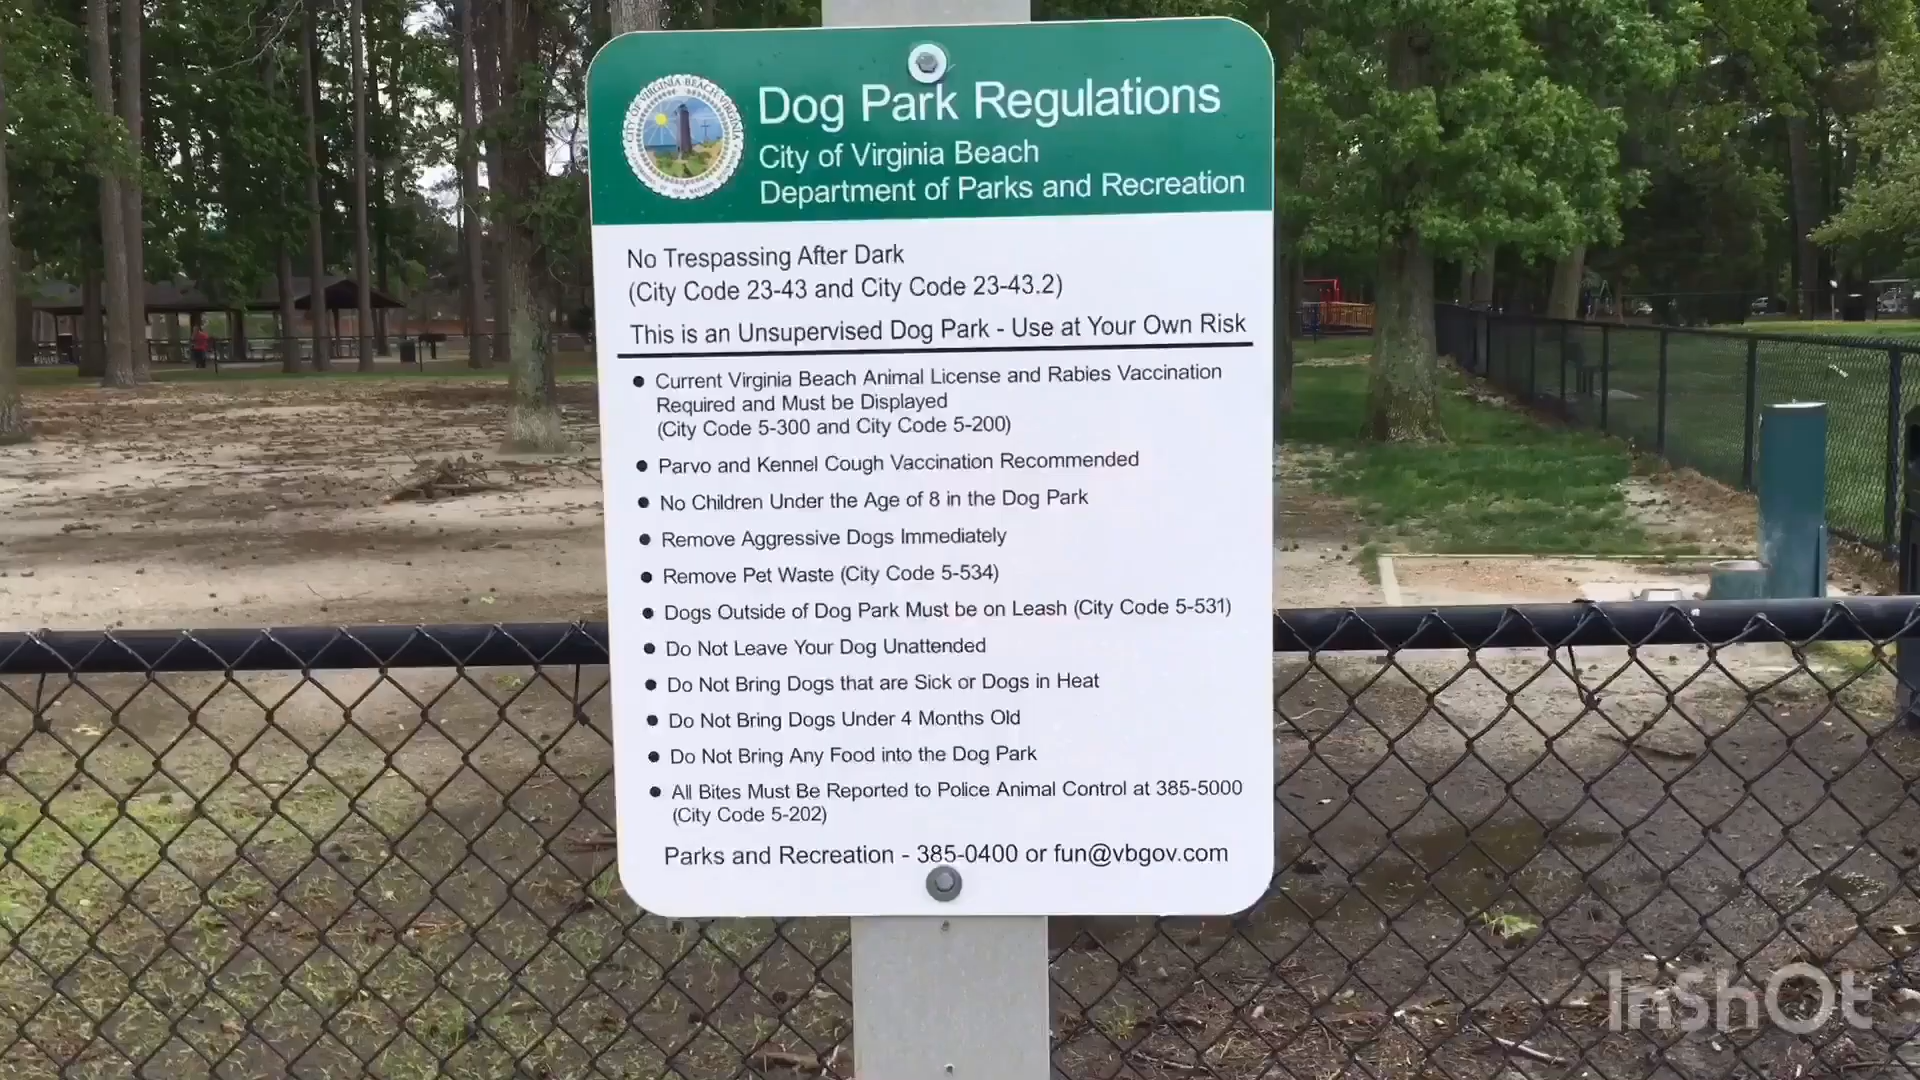 Dog Park Regulations
City of Virginia Beach
Department of Parks and Recreation
No Trespassing After Dark
(City Code 23-43 and City Code 23-43.2)
This is an Unsupervised Dog Park - Use at Your Own Risk
● Current Virginia Beach Animal License and Rabies Vaccination
Required and Must be Displayed
(City Code 5-300 and City Code 5-200)
● Parvo and Kennel Cough Vaccination Recommended
● No Children Under the Age of 8 in the Dog Park
● Remove Aggressive Dogs Immediately
● Remove Pet Waste (City Code 5-534)
● Dogs Outside of Dog Park Must be on Leash (City Code 5-531)
● Do Not Leave Your Dog Unattended
● Do Not Bring Dogs that are Sick or Dogs in Heat
● Do Not Bring Dogs Under 4 Months Old
● Do Not Bring Any Food into the Dog Park
● All Bites Must Be Reported to Police Animal Control at 385-5000
(City Code 5-202)
Parks and Recreation - 385-0400 or fun@vbgov.com
CITY OF VIRGINIA BEACH VIRGINIA
InShOt